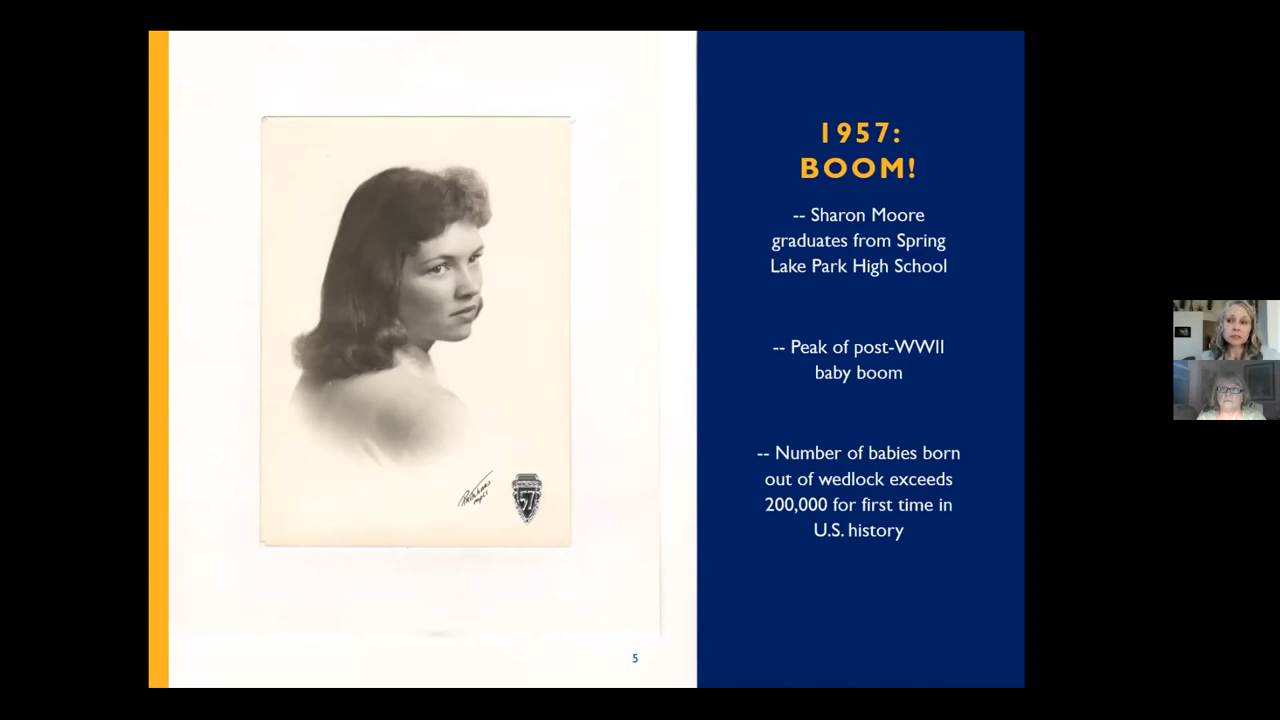 1957:
BOOM!
-- Sharon Moore
graduates from Spring
Lake Park High School
-- Peak of post-WWII
baby boom
-- Number of babies born
out of wedlock exceeds
200,000 for first time in
U.S. history
57
5